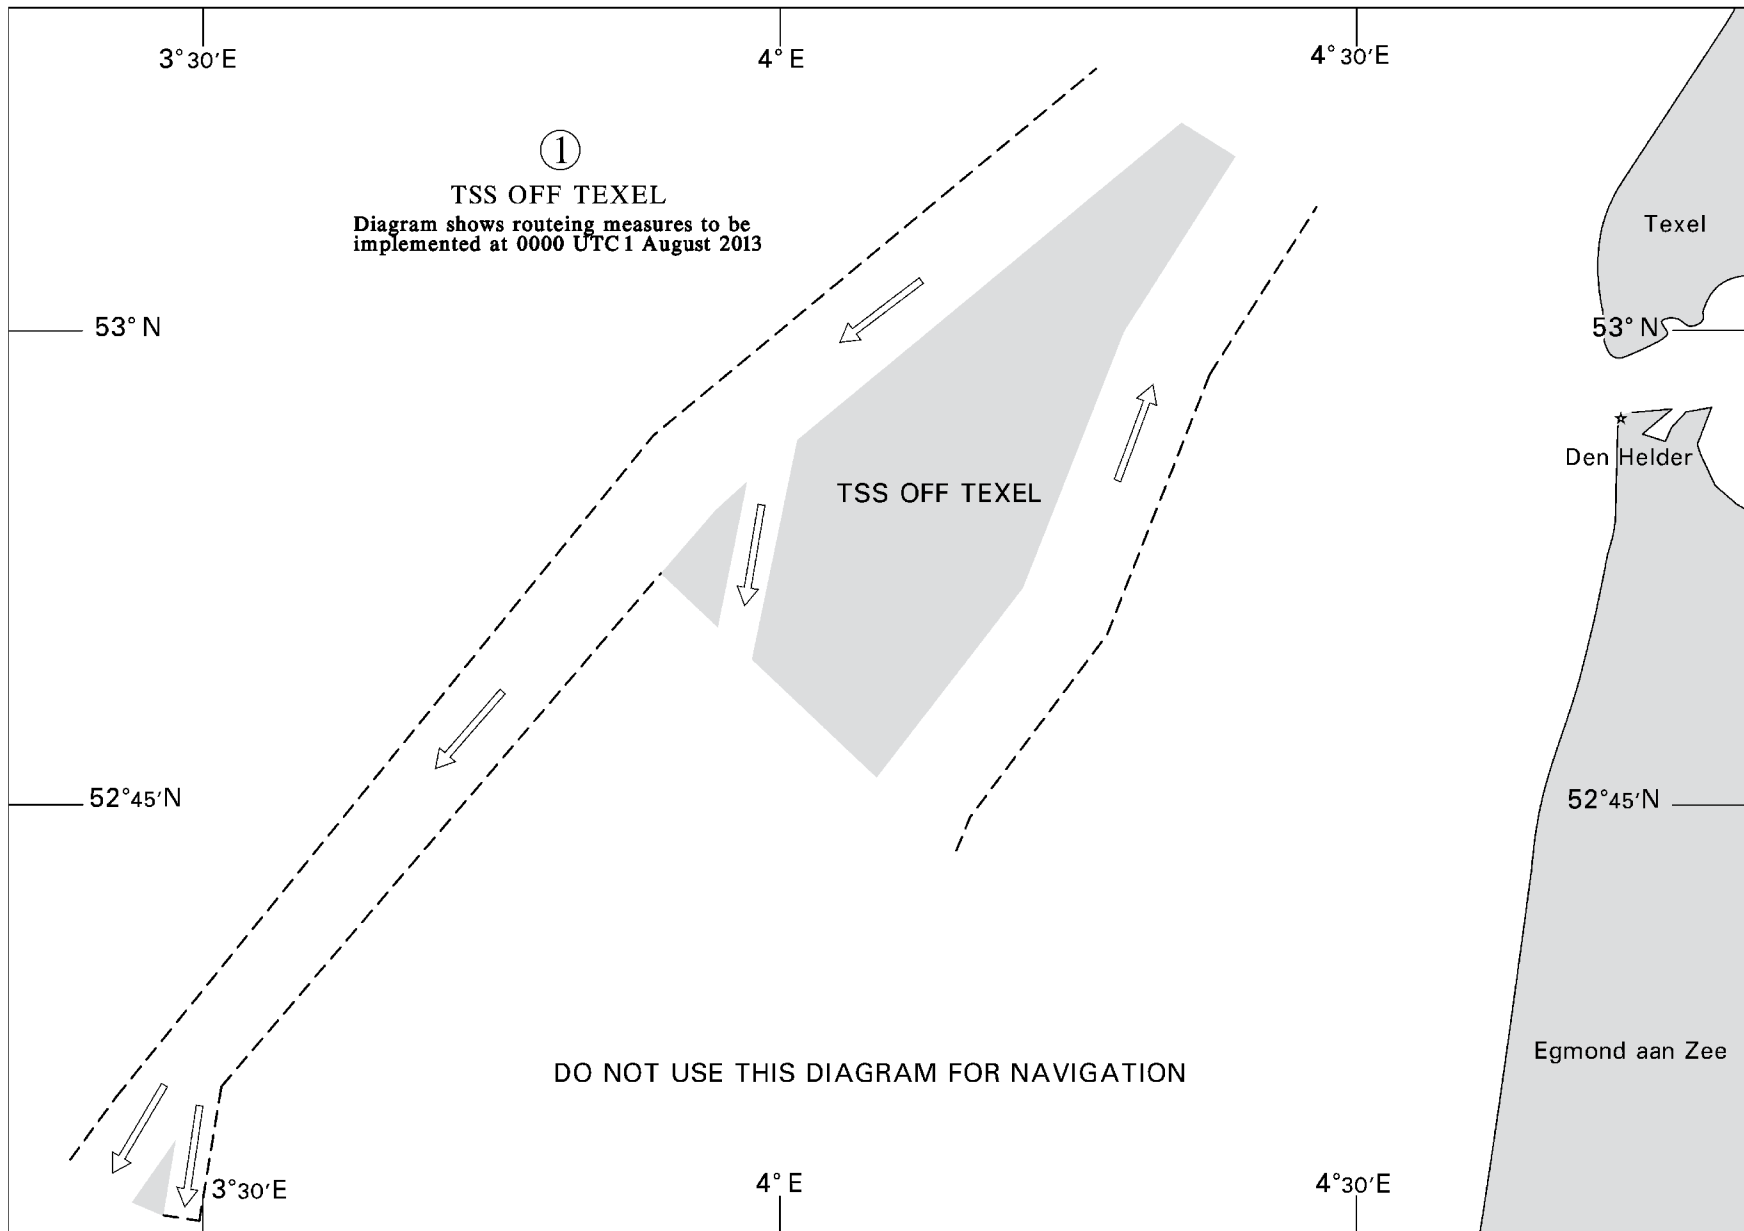 3°30'E
4°E
4°30'E
1
TSS OFF TEXEL
Diagram shows routeing measures to be
implemented at 0000 UTC 1 August 2013
Texel
53°N
53°N
Den Helder
TSS OFF TEXEL
52°45'N
52°45'N
Egmond aan Zee
DO NOT USE THIS DIAGRAM FOR NAVIGATION
3°30'E
4°E
4°30'E